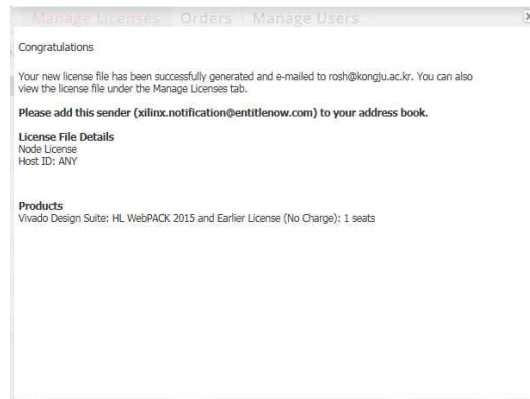 Manage Licenses Orders Manage Users
Congratulations
Your new license file has been successfully generated and e-mailed to rosh@kongju.ac.kr. You can also
view the license file under the Manage Licenses tab.
Please add this sender (xilinx.notification@entitlenow.com) to your address book.
License File Details
Node License
Host ID: ANY
Products
Vivado Design Suite: HL WebPACK 2015 and Earlier License (No Charge): 1 seats